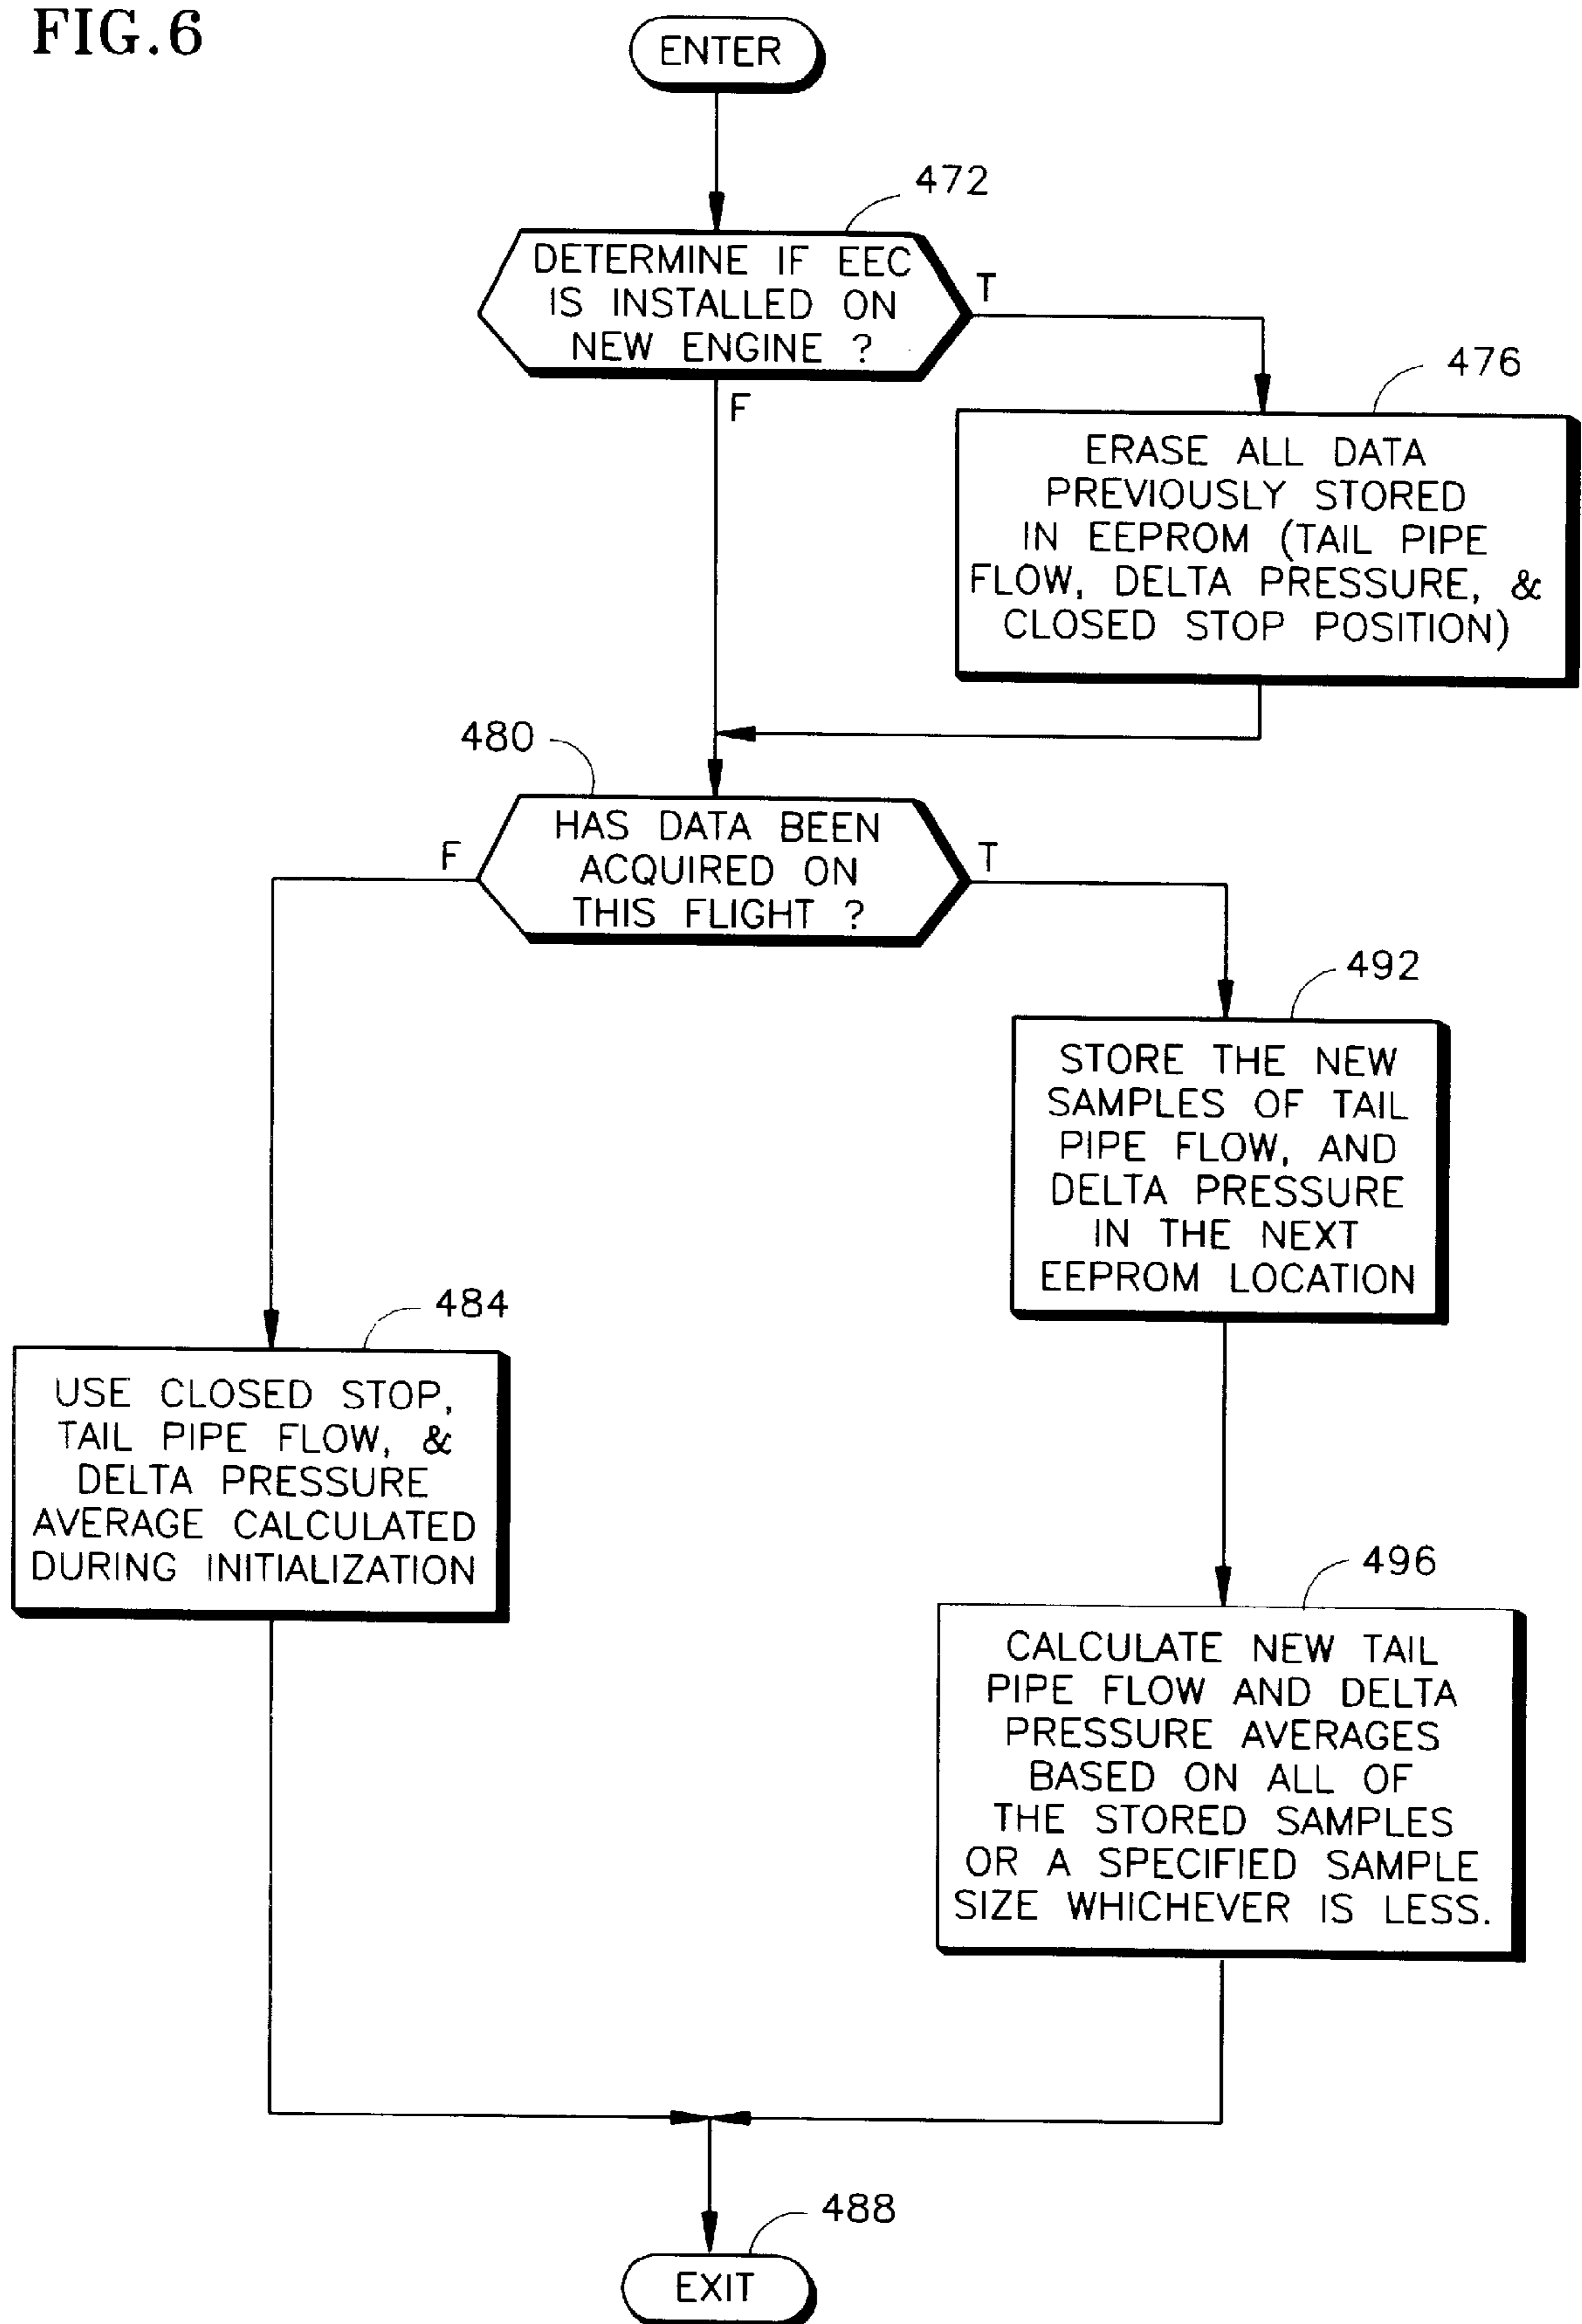 FIG.6
ENTER
472
DETERMINE IF EEC
IS INSTALLED ON
NEW ENGINE ?
T
F
476
ERASE ALL DATA
PREVIOUSLY STORED
IN EEPROM (TAIL PIPE
FLOW, DELTA PRESSURE, &
CLOSED STOP POSITION)
480
HAS DATA BEEN
ACQUIRED ON
THIS FLIGHT ?
F
T
492
STORE THE NEW
SAMPLES OF TAIL
PIPE FLOW, AND
DELTA PRESSURE
IN THE NEXT
EEPROM LOCATION
484
USE CLOSED STOP,
TAIL PIPE FLOW, &
DELTA PRESSURE
AVERAGE CALCULATED
DURING INITIALIZATION
496
CALCULATE NEW TAIL
PIPE FLOW AND DELTA
PRESSURE AVERAGES
BASED ON ALL OF
THE STORED SAMPLES
OR A SPECIFIED SAMPLE
SIZE WHICHEVER IS LESS.
488
EXIT